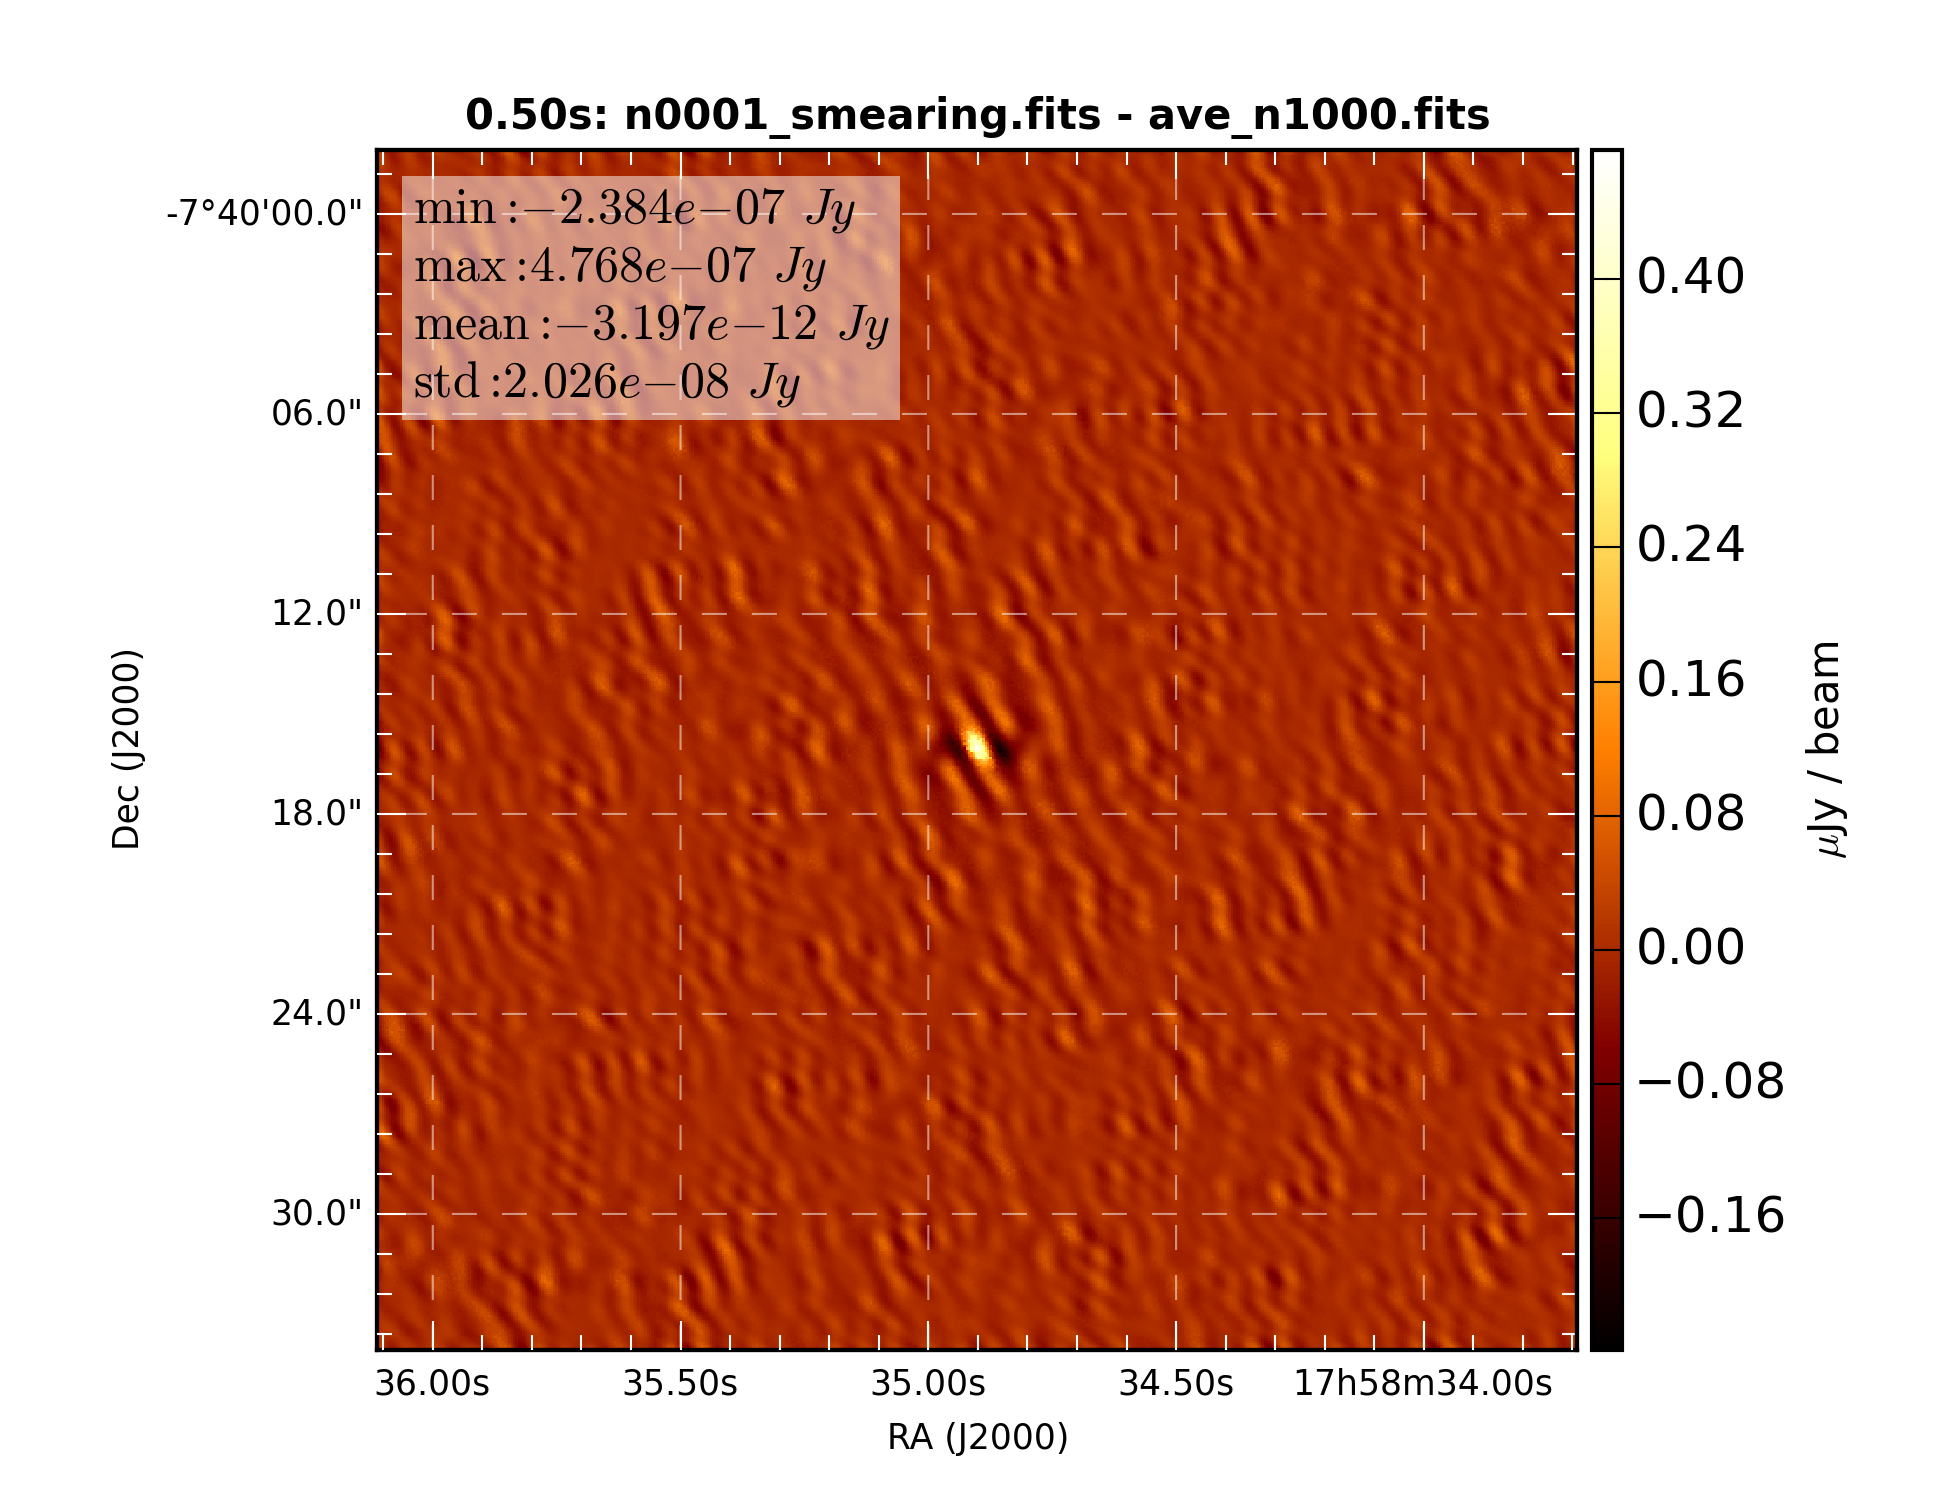 0.50s: n0001_smearing.fits - ave_n1000.fits
min:−2.384e−07 Jy
max:4.768e−07 Jy
mean:−3.197e−12 Jy
std:2.026e−08 Jy
-7°40'00.0"
06.0"
12.0"
18.0"
24.0"
30.0"
Dec (J2000)
36.00s
35.50s
35.00s
34.50s
17h58m34.00s
RA (J2000)
0.40
0.32
0.24
0.16
0.08
0.00
−0.08
−0.16
μJy / beam